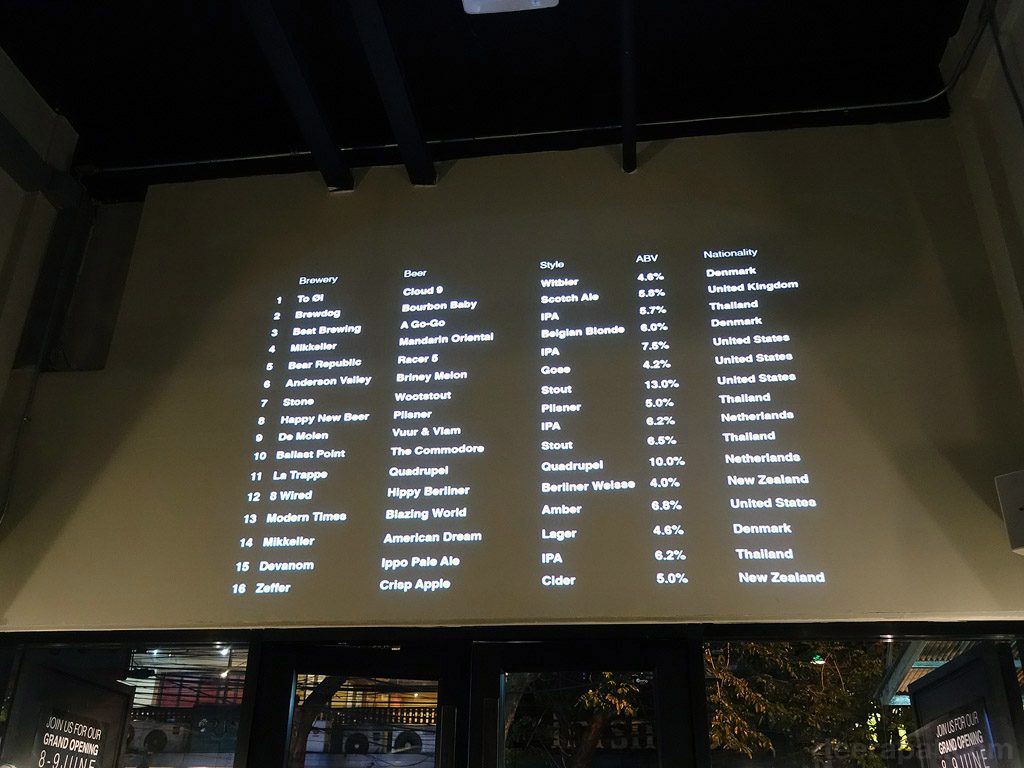 Brewery Beer Style ABV Nationality
1 To Øl Cloud 9 Witbier 4.6% Denmark
2 Brewdog Bourbon Baby Scotch Ale 5.8% United Kingdom
3 Beat Brewing A Go-Go IPA 5.7% Thailand
4 Mikkeller Mandarin Oriental Belgian Blonde 6.0% Denmark
5 Bear Republic Racer 5 IPA 7.5% United States
6 Anderson Valley Briney Melon Gose 4.2% United States
7 Stone Wootstout Stout 13.0% United States
8 Happy New Beer Pilsner Pilsner 5.0% Thailand
9 De Molen Vuur & Vlam IPA 6.2% Netherlands
10 Ballast Point The Commodore Stout 6.5% Thailand
11 La Trappe Quadrupel Quadrupel 10.0% Netherlands
12 8 Wired Hippy Berliner Berliner Weisse 4.0% New Zealand
13 Modern Times Blazing World Amber 6.8% United States
14 Mikkeller American Dream Lager 4.6% Denmark
15 Devanom Ippo Pale Ale IPA 6.2% Thailand
16 Zeffer Crisp Apple Cider 5.0% New Zealand
JOIN US FOR OUR
GRAND OPENING
8-9 JUNE
JOIN US FOR OUR
GRAND OPENING
8-9 JUNE